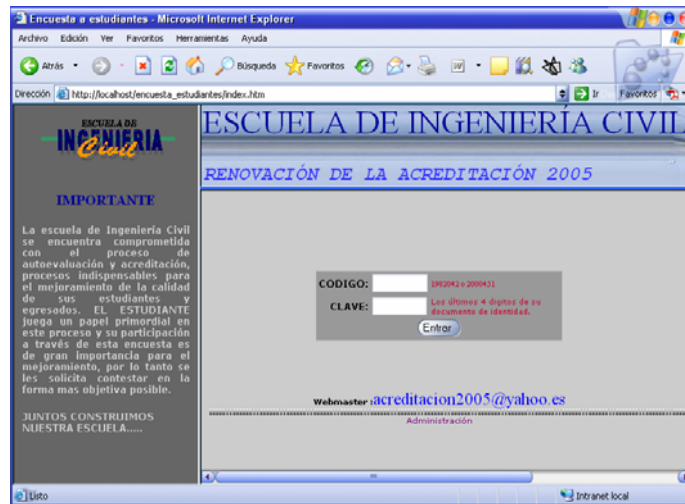 Encuesta a estudiantes - Microsoft Internet Explorer
Archivo Edición Ver Favoritos Herramientas Ayuda
Atrás Búsqueda Favoritos
Dirección http://localhost/encuesta_estudiantes/index.htm Ir Favoritos
ESCUELA DE
INGENIERIA
Civil
ESCUELA DE INGENIERÍA CIVIL
RENOVACIÓN DE LA ACREDITACIÓN 2005
IMPORTANTE
La escuela de Ingeniería Civil
se encuentra comprometida
con el proceso de
autoevaluación y acreditación,
procesos indispensables para
el mejoramiento de la calidad
de sus estudiantes y
egresados. EL ESTUDIANTE
juega un papel primordial en
este proceso y su participación
a través de esta encuesta es
de gran importancia para el
mejoramiento, por lo tanto se
les solicita contestar en la
forma mas objetiva posible.
JUNTOS CONSTRUIMOS
NUESTRA ESCUELA.....
CODIGO: 1982042 o 2000431
CLAVE: Los últimos 4 digitos de su
documento de identidad.
Entrar
Webmaster :acreditacion2005@yahoo.es
Administración
Listo Intranet local